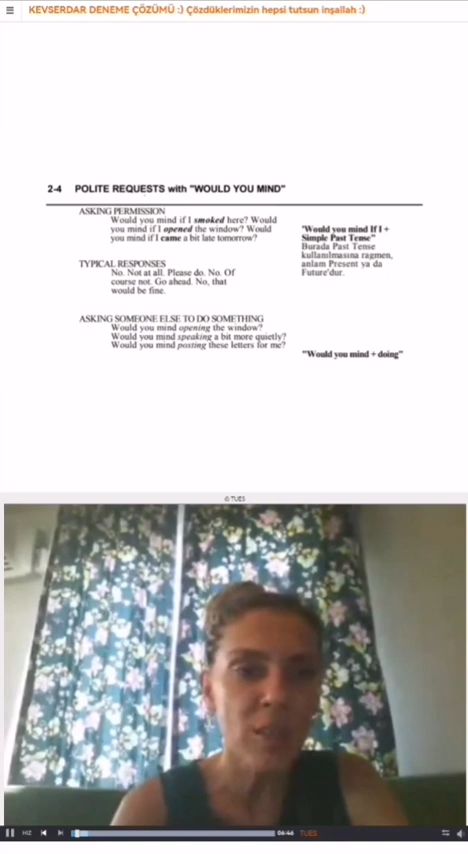 KEVSERDAR DENEME ÇÖZÜMÜ :) Çözdüklerimizin hepsi tutsun inşallah :)
2-4 POLITE REQUESTS with "WOULD YOU MIND"
ASKING PERMISSION
Would you mind if I smoked here? Would
you mind if I opened the window? Would
you mind if I came a bit late tomorrow?
"Would you mind If I +
Simple Past Tense"
Burada Past Tense
kullanılmasına ragmen,
anlam Present ya da
Future'dur.
TYPICAL RESPONSES
No. Not at all. Please do. No. Of
course not. Go ahead. No, that
would be fine.
ASKING SOMEONE ELSE TO DO SOMETHING
Would you mind opening the window?
Would you mind speaking a bit more quietly?
Would you mind posting these letters for me?
"Would you mind + doing"
TUES
HIZ
06:46 TUES